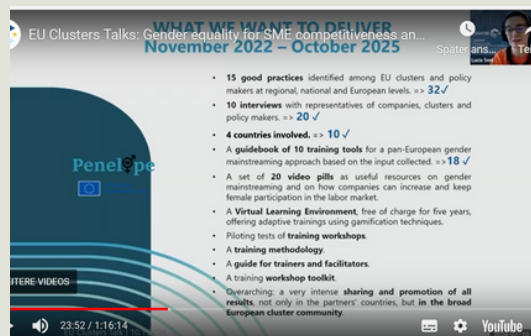 WHAT WE WANT TO DELIVER
EU Clusters Talks: Gender equality for SME competitiveness an...
November 2022 – October 2025
Später ans...
Penelope
• 15 good practices identified among EU clusters and policy
makers at regional, national and European levels. => 32✓
• 10 interviews with representatives of companies, clusters and
policy makers. => 20 ✓
• 4 countries involved. => 10 ✓
• A guidebook of 10 training tools for a pan-European gender
mainstreaming approach based on the input collected. =>18 ✓
• A set of 20 video pills as useful resources on gender
mainstreaming and on how companies can increase and keep
female participation in the labor market.
• A Virtual Learning Environment, free of charge for five years,
offering adaptive trainings using gamification techniques.
• Piloting tests of training workshops.
• A training methodology.
• A guide for trainers and facilitators.
• A training workshop toolkit.
• Overarching: a very intense sharing and promotion of all
results, not only in the partners' countries, but in the broad
European cluster community.
ITERE VIDEOS
23:52 / 1:16:14
YouTube